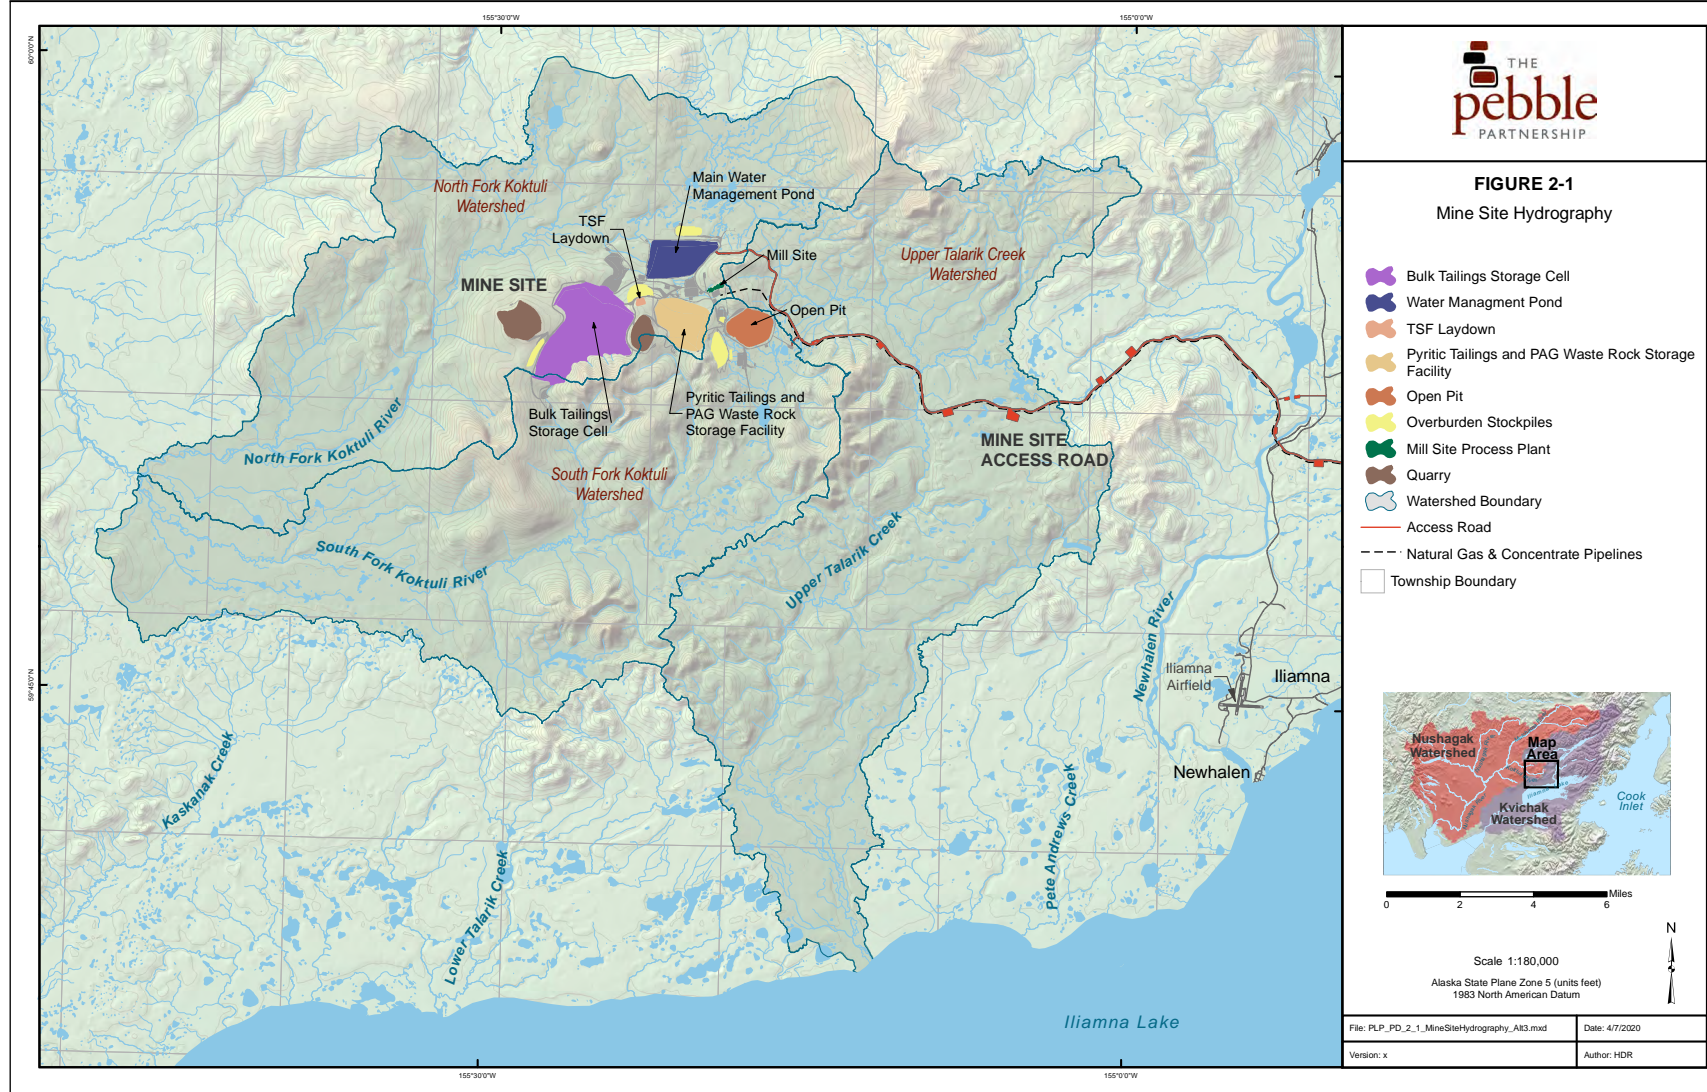 155°30'0"W
155°0'0"W
60°0'0"N
59°45'0"N
North Fork Koktuli
Watershed
Main Water
Management Pond
TSF
Laydown
Mill Site
Upper Talarik Creek
Watershed
MINE SITE
Open Pit
Bulk Tailings
Storage Cell
Pyritic Tailings and
PAG Waste Rock
Storage Facility
MINE SITE
ACCESS ROAD
North Fork Koktuli River
South Fork Koktuli
Watershed
South Fork Koktuli River
Upper Talarik Creek
Newhalen River
Iliamna
Airfield
Iliamna
Newhalen
Kaskanak Creek
Lower Talarik Creek
Pete Andrews Creek
Iliamna Lake
155°30'0"W
155°0'0"W
THE
pebble
PARTNERSHIP
FIGURE 2-1
Mine Site Hydrography
Bulk Tailings Storage Cell
Water Managment Pond
TSF Laydown
Pyritic Tailings and PAG Waste Rock Storage
Facility
Open Pit
Overburden Stockpiles
Mill Site Process Plant
Quarry
Watershed Boundary
Access Road
Natural Gas & Concentrate Pipelines
Township Boundary
Nushagak
Watershed
Map
Area
Kvichak
Watershed
Cook
Inlet
Miles
0 2 4 6
N
Scale 1:180,000
Alaska State Plane Zone 5 (units feet)
1983 North American Datum
File: PLP_PD_2_1_MineSiteHydrography_Alt3.mxd
Date: 4/7/2020
Version: x
Author: HDR